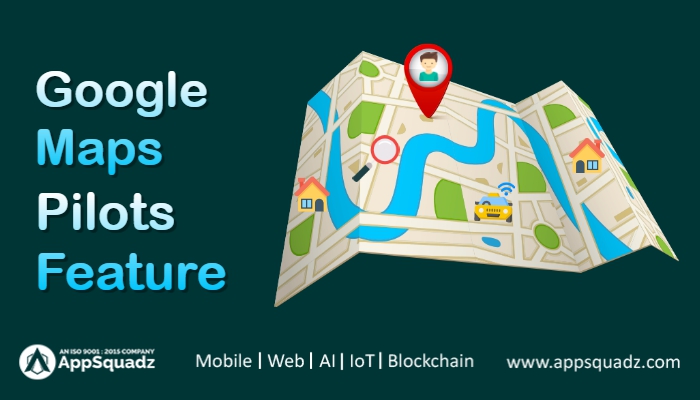 Google
Maps
Pilots
Feature
AN ISO 9001 : 2015 COMPANY
AppSquadz
Mobile | Web | AI | IoT | Blockchain
www.appsquadz.com